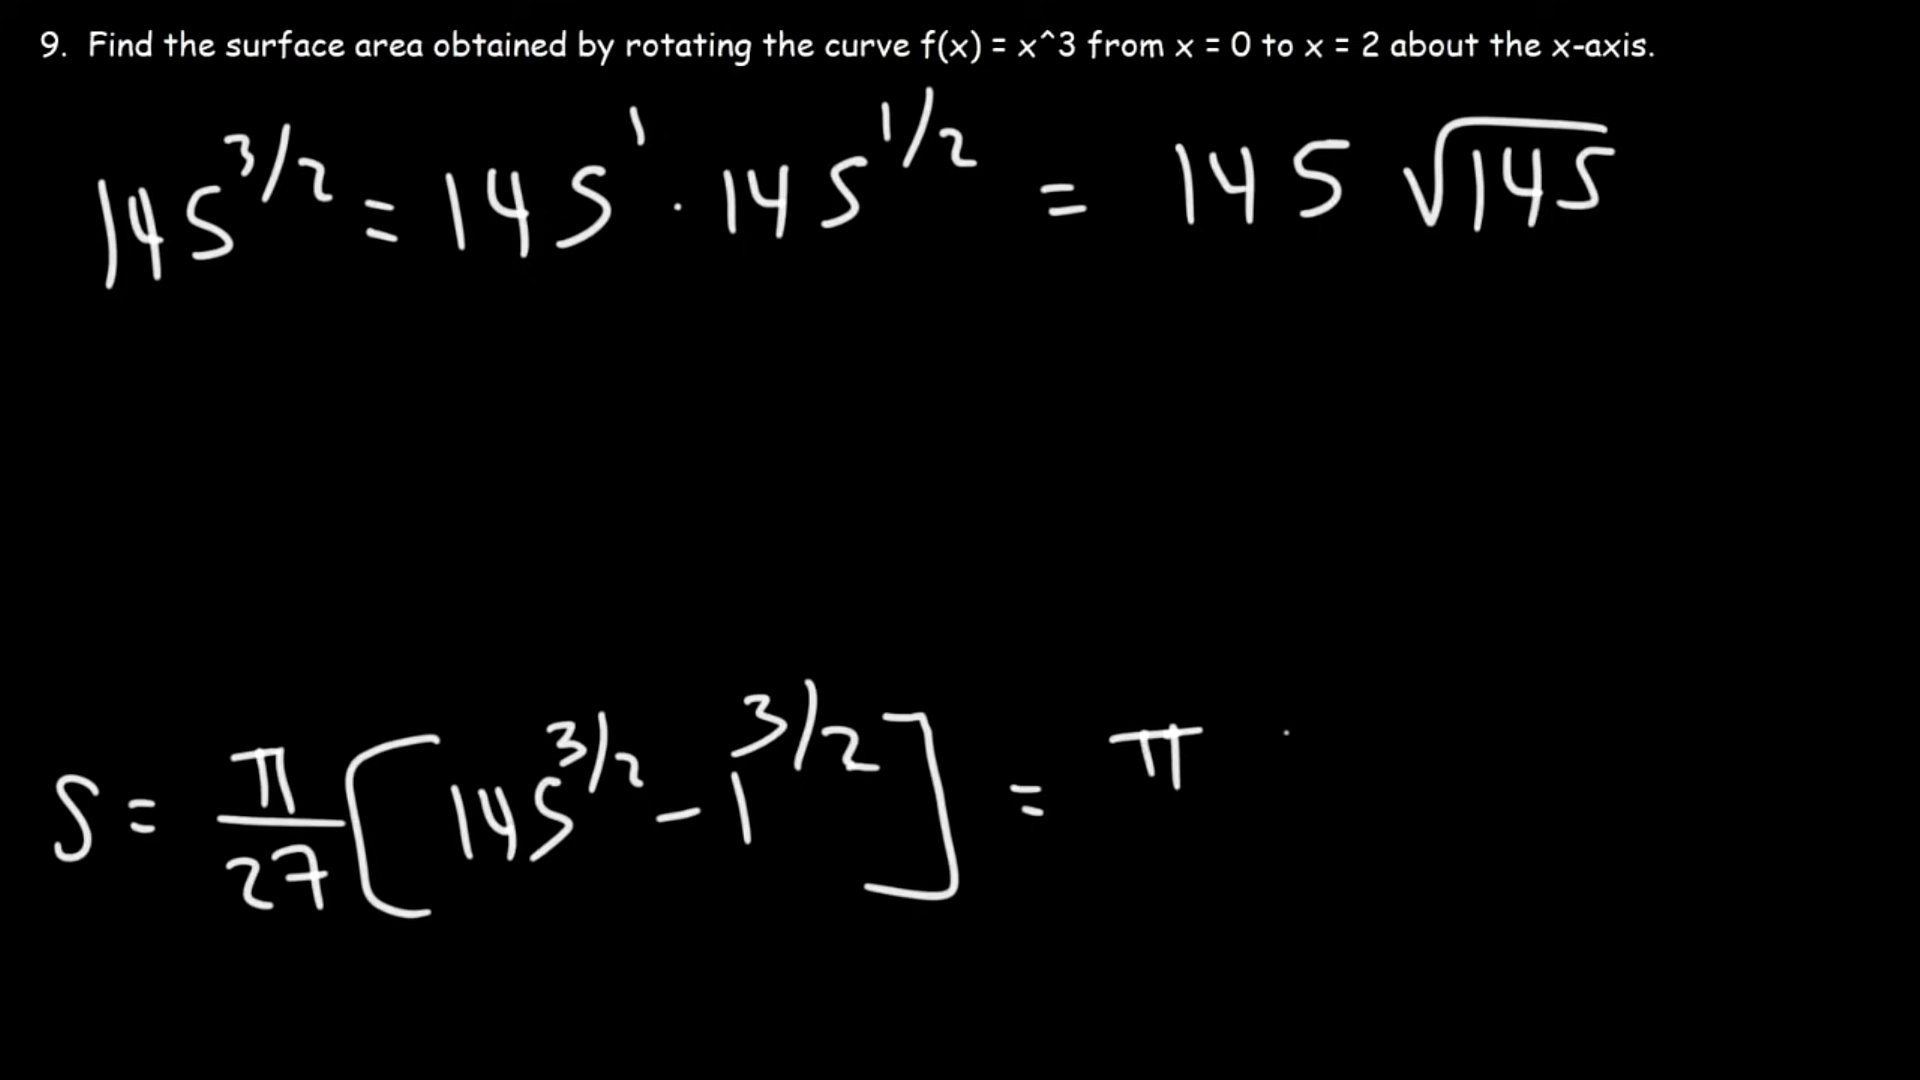 9. Find the surface area obtained by rotating the curve f(x) = x^3 from x = 0 to x = 2 about the x-axis.
145^{3/2} = 145^1 · 145^{1/2} = 145 √145
S = π/27 [145^{3/2} - 1^{3/2}] = π